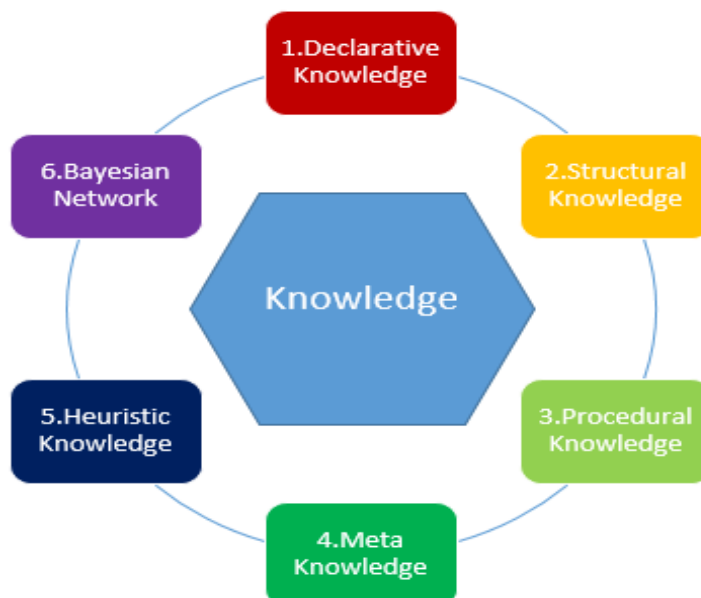 1.Declarative
Knowledge
2.Structural
Knowledge
3.Procedural
Knowledge
4.Meta
Knowledge
5.Heuristic
Knowledge
6.Bayesian
Network
Knowledge